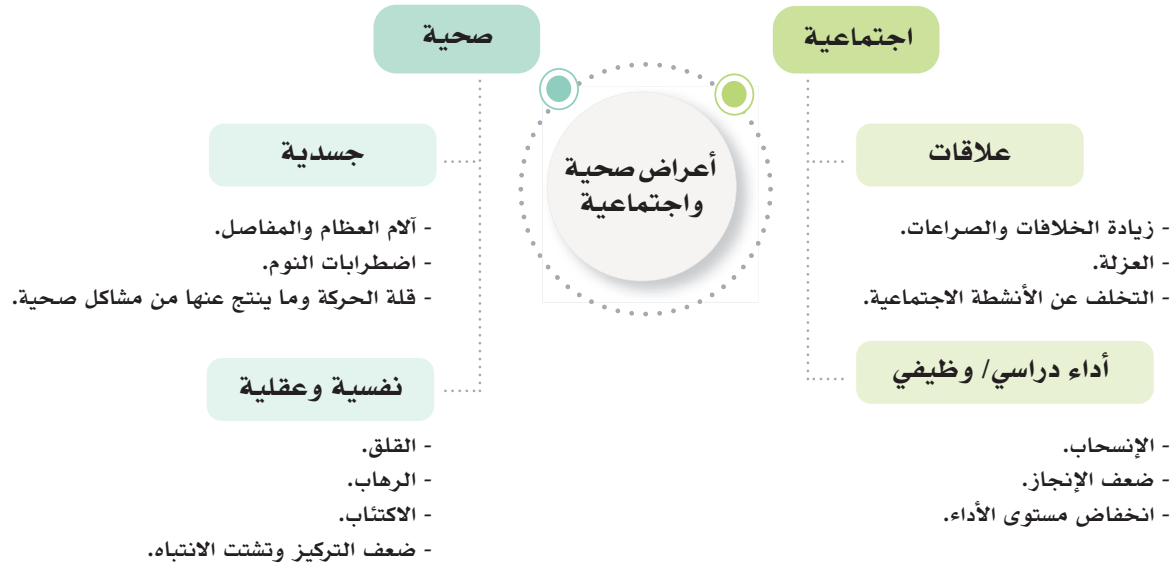 أعراض صحية
واجتماعية
اجتماعية
علاقات
- زيادة الخلافات والصراعات.
- العزلة.
- التخلف عن الأنشطة الاجتماعية.
أداء دراسي/ وظيفي
- الإنسحاب.
- ضعف الإنجاز.
- انخفاض مستوى الأداء.
صحية
جسدية
- آلام العظام والمفاصل.
- اضطرابات النوم.
- قلة الحركة وما ينتج عنها من مشاكل صحية.
نفسية وعقلية
- القلق.
- الرهاب.
- الاكتئاب.
- ضعف التركيز وتشتت الانتباه.